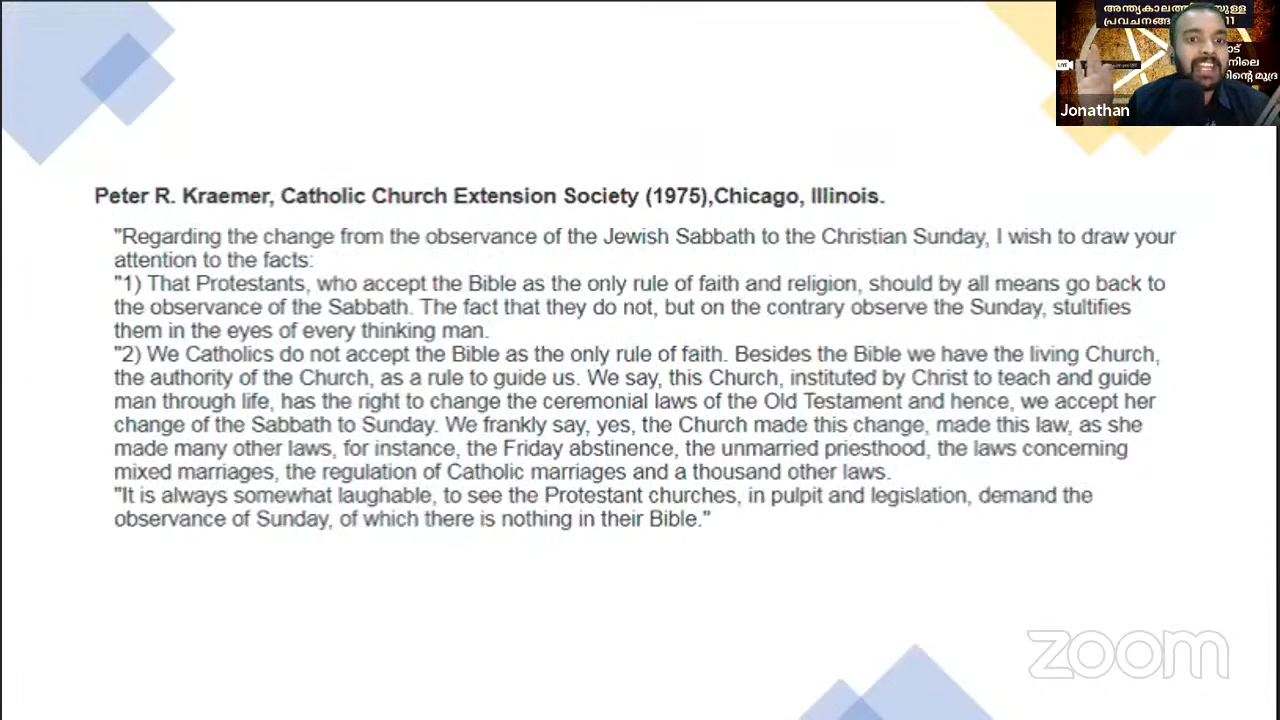 അന്ത്യകാലത്ത
പ്രവചനങ്ങ
11
LIVE
Jonathan
Peter R. Kraemer, Catholic Church Extension Society (1975),Chicago, Illinois.
"Regarding the change from the observance of the Jewish Sabbath to the Christian Sunday, I wish to draw your
attention to the facts:
"1) That Protestants, who accept the Bible as the only rule of faith and religion, should by all means go back to
the observance of the Sabbath. The fact that they do not, but on the contrary observe the Sunday, stultifies
them in the eyes of every thinking man.
"2) We Catholics do not accept the Bible as the only rule of faith. Besides the Bible we have the living Church,
the authority of the Church, as a rule to guide us. We say, this Church, instituted by Christ to teach and guide
man through life, has the right to change the ceremonial laws of the Old Testament and hence, we accept her
change of the Sabbath to Sunday. We frankly say, yes, the Church made this change, made this law, as she
made many other laws, for instance, the Friday abstinence, the unmarried priesthood, the laws concerning
mixed marriages, the regulation of Catholic marriages and a thousand other laws.
"It is always somewhat laughable, to see the Protestant churches, in pulpit and legislation, demand the
observance of Sunday, of which there is nothing in their Bible."
zoom